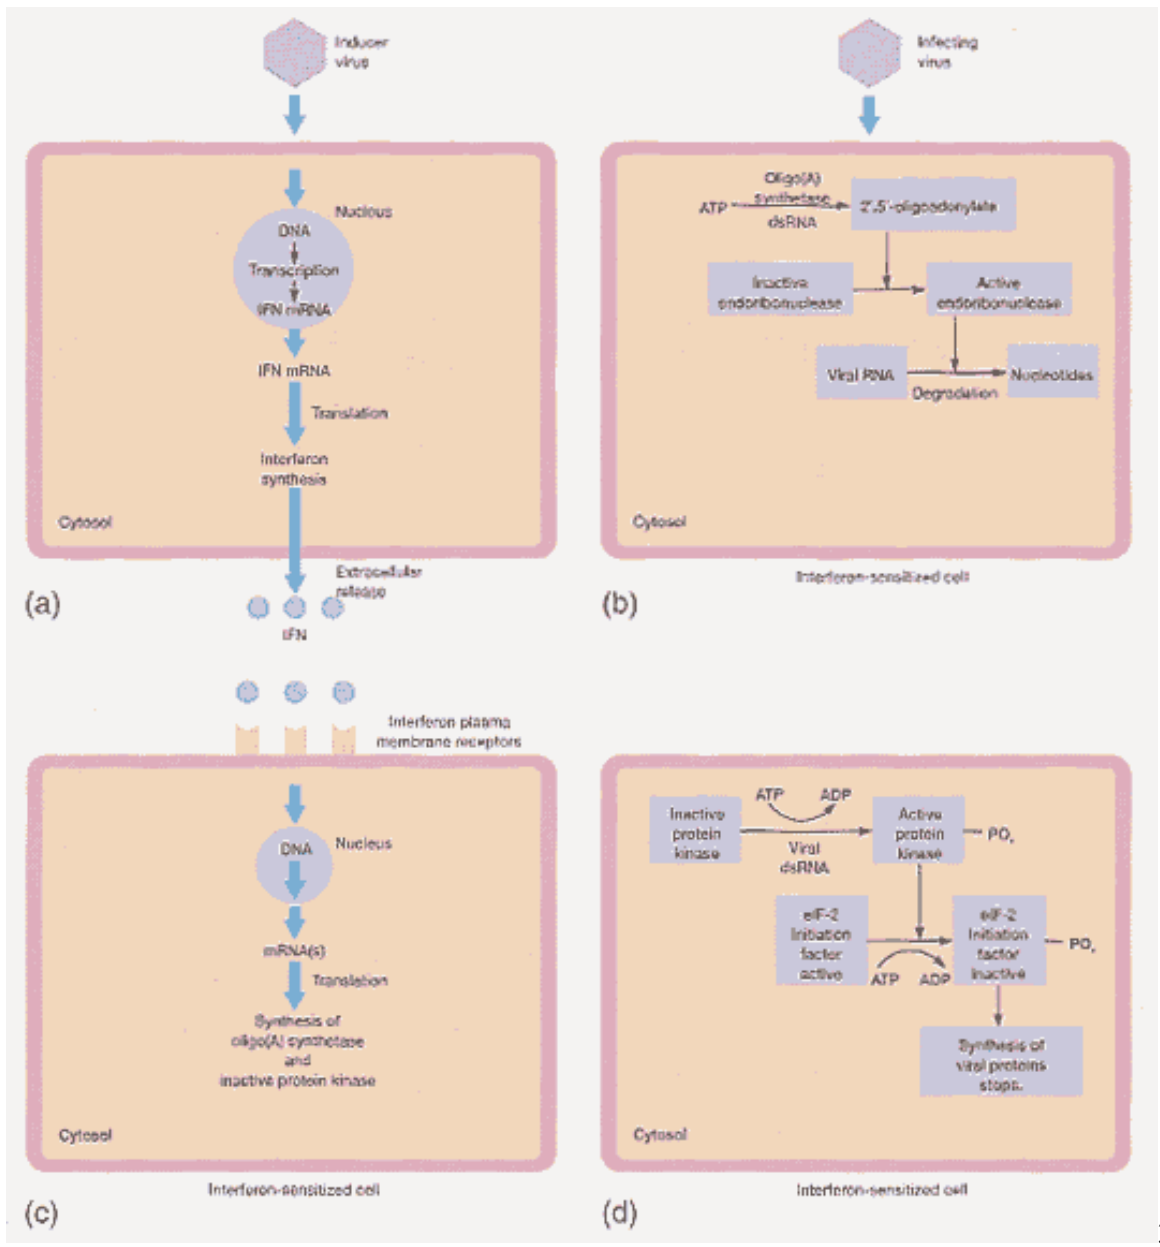 Inducer
virus
Nucleus
DNA
Transcription
IFN mRNA
IFN mRNA
Translation
Interferon
synthesis
Cytosol
Extracellular
release
(a)
IFN
Infecting
virus
Oligo(A)
synthetase
ATP
dsRNA
2',5'-oligoadenylate
Inactive
endoribonuclease
Active
endoribonuclease
Viral RNA
Nucleotides
Degradation
Cytosol
Interferon-sensitized cell
(b)
Interferon plasma
membrane receptors
Nucleus
DNA
mRNA(s)
Translation
Synthesis of
oligo(A) synthetase
and
inactive protein kinase
Cytosol
Interferon-sensitized cell
(c)
ATP ADP
Inactive
protein
kinase
Viral
dsRNA
Active
protein
kinase
PO₄
eIF-2
Initiation
factor
active
ATP ADP
eIF-2
Initiation
factor
inactive
PO₄
Synthesis of
viral proteins
stops.
Cytosol
Interferon-sensitized cell
(d)